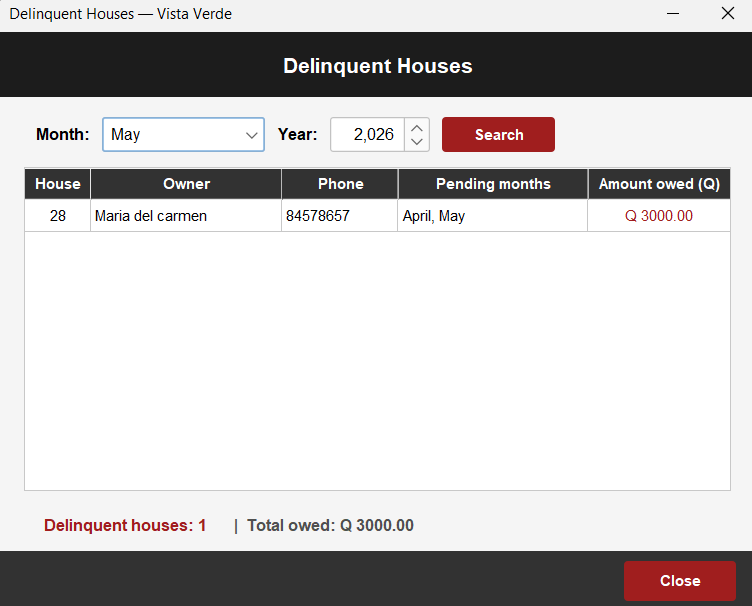 Delinquent Houses — Vista Verde
Delinquent Houses
Month: May Year: 2,026 Search
House Owner Phone Pending months Amount owed (Q)
28 Maria del carmen 84578657 April, May Q 3000.00
Delinquent houses: 1 | Total owed: Q 3000.00
Close